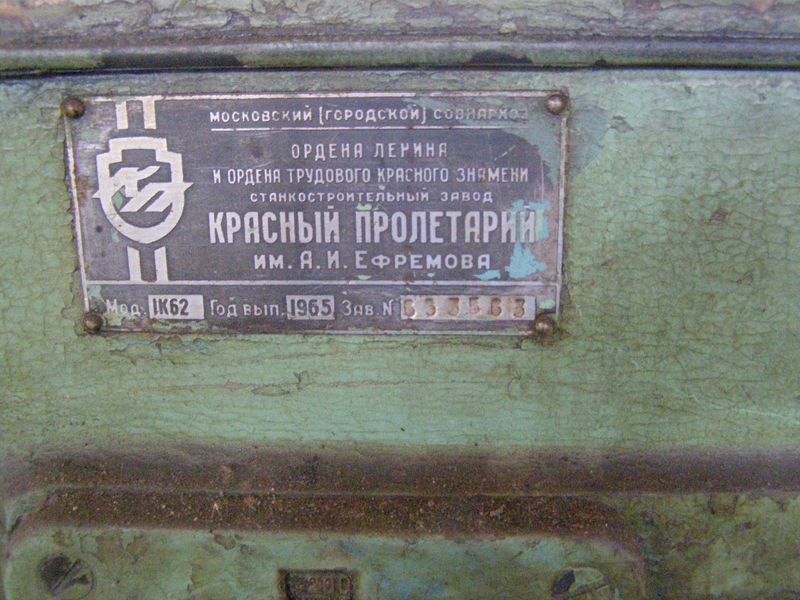 МОСКОВСКИЙ (ГОРОДСКОЙ) СОВНАРХОЗ
ОРДЕНА ЛЕНИНА
И ОРДЕНА ТРУДОВОГО КРАСНОГО ЗНАМЕНИ
СТАНКОСТРОИТЕЛЬНЫЙ ЗАВОД
КРАСНЫЙ ПРОЛЕТАРИЙ
ИМ. А. И. ЕФРЕМОВА
Мод. 1К62 Год вып. 1965 Зав. N